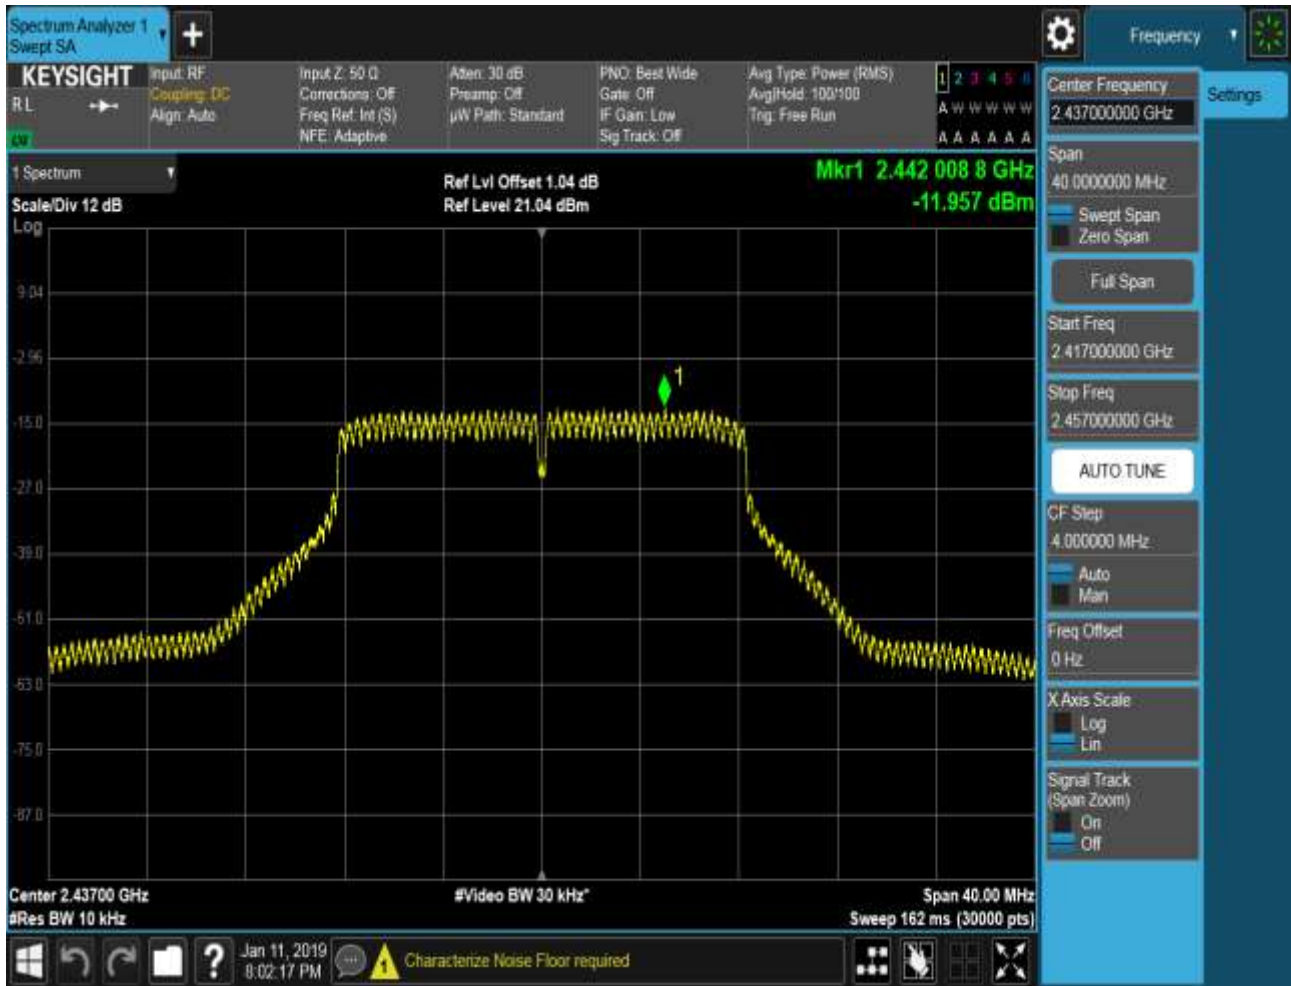 Spectrum Analyzer 1
Swept SA
+
Frequency
KEYSIGHT
RL
Input: RF
Coupling: DC
Align: Auto
Input Z: 50 Ω
Corrections: Off
Freq Ref: Int (S)
NFE: Adaptive
Atten: 30 dB
Preamp: Off
µW Path: Standard
PNO: Best Wide
Gate: Off
IF Gain: Low
Sig Track: Off
Avg Type: Power (RMS)
Avg|Hold: 100/100
Trig: Free Run
1 2 3 4 5 6
A W W W W W
A A A A A A
1 Spectrum
Scale/Div 12 dB
Log
Ref Lvl Offset 1.04 dB
Ref Level 21.04 dBm
Mkr1 2.442 008 8 GHz
-11.957 dBm
9.04
-2.96
-15.0
-27.0
-39.0
-51.0
-63.0
-75.0
-87.0
1
Center 2.43700 GHz
#Res BW 10 kHz
#Video BW 30 kHz*
Span 40.00 MHz
Sweep 162 ms (30000 pts)
Center Frequency
2.437000000 GHz
Settings
Span
40.0000000 MHz
Swept Span
Zero Span
Full Span
Start Freq
2.417000000 GHz
Stop Freq
2.457000000 GHz
AUTO TUNE
CF Step
4.000000 MHz
Auto
Man
Freq Offset
0 Hz
X Axis Scale
Log
Lin
Signal Track
(Span Zoom)
On
Off
?
Jan 11, 2019
8:02:17 PM
1
Characterize Noise Floor required